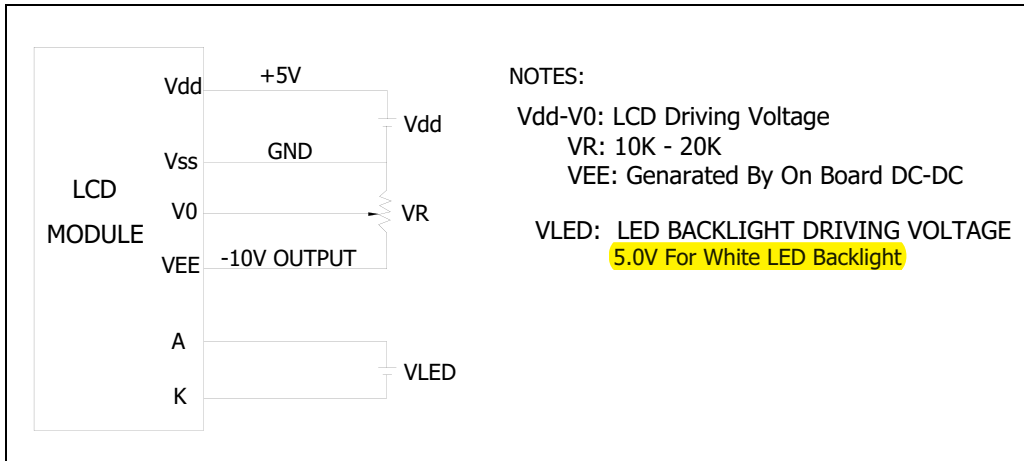 LCD
MODULE
Vdd
+5V
Vdd
Vss
GND
V0
VR
VEE
-10V OUTPUT
A
VLED
K
NOTES:
Vdd-V0: LCD Driving Voltage
VR: 10K - 20K
VEE: Genarated By On Board DC-DC
VLED: LED BACKLIGHT DRIVING VOLTAGE
5.0V For White LED Backlight